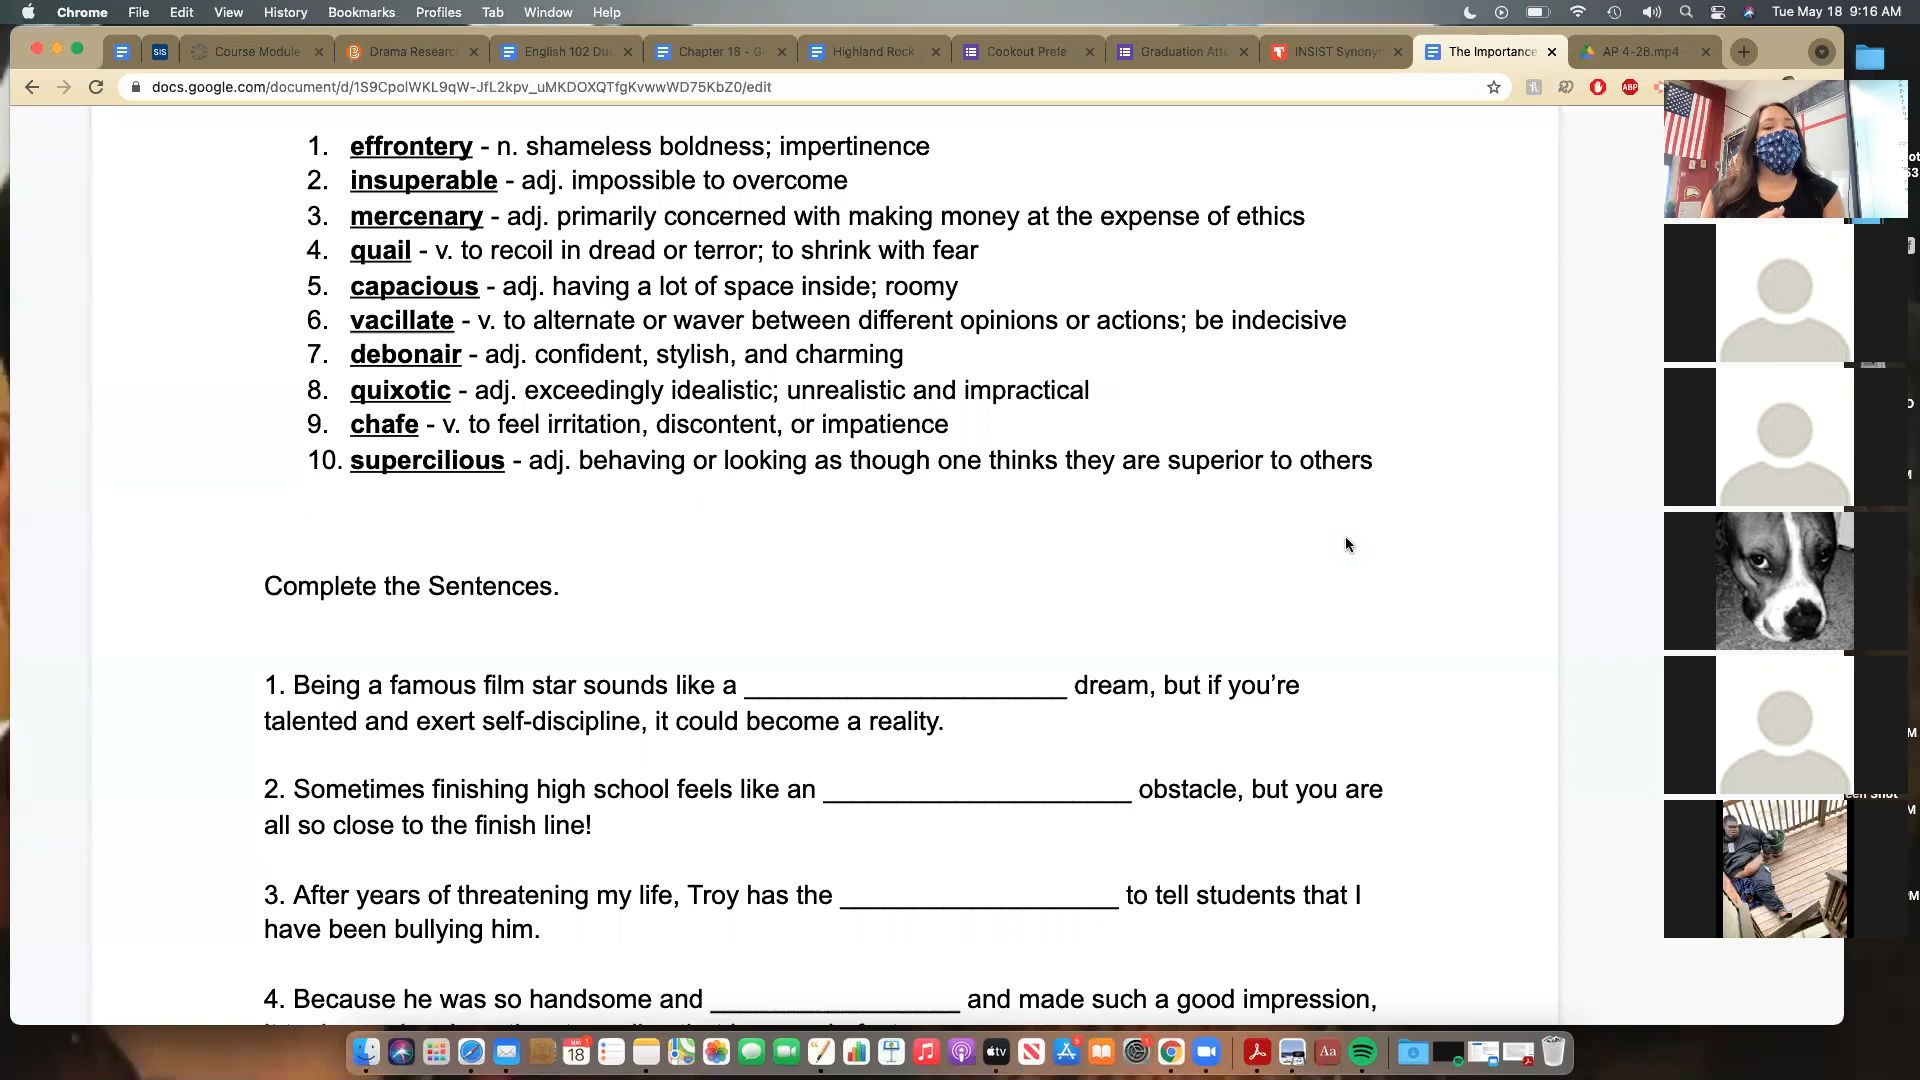 Chrome File Edit View History Bookmarks Profiles Tab Window Help Tue May 18 9:16 AM
SIS Course Module Drama Researc English 102 Du Chapter 18 - G Highland Rock Cookout Prefe Graduation Atte INSIST Synonym The Importance AP 4-28.mp4
docs.google.com/document/d/1S9CpolWKL9qW-JfL2kpv_uMKDOXQTfgKvwwWD75KbZ0/edit ABP
1. effrontery - n. shameless boldness; impertinence
2. insuperable - adj. impossible to overcome
3. mercenary - adj. primarily concerned with making money at the expense of ethics
4. quail - v. to recoil in dread or terror; to shrink with fear
5. capacious - adj. having a lot of space inside; roomy
6. vacillate - v. to alternate or waver between different opinions or actions; be indecisive
7. debonair - adj. confident, stylish, and charming
8. quixotic - adj. exceedingly idealistic; unrealistic and impractical
9. chafe - v. to feel irritation, discontent, or impatience
10. supercilious - adj. behaving or looking as though one thinks they are superior to others
Complete the Sentences.
1. Being a famous film star sounds like a ______________________ dream, but if you’re
talented and exert self-discipline, it could become a reality.
2. Sometimes finishing high school feels like an _____________________ obstacle, but you are
all so close to the finish line!
3. After years of threatening my life, Troy has the ___________________ to tell students that I
have been bullying him.
4. Because he was so handsome and _________________ and made such a good impression,
MAY
18
tv
Aa